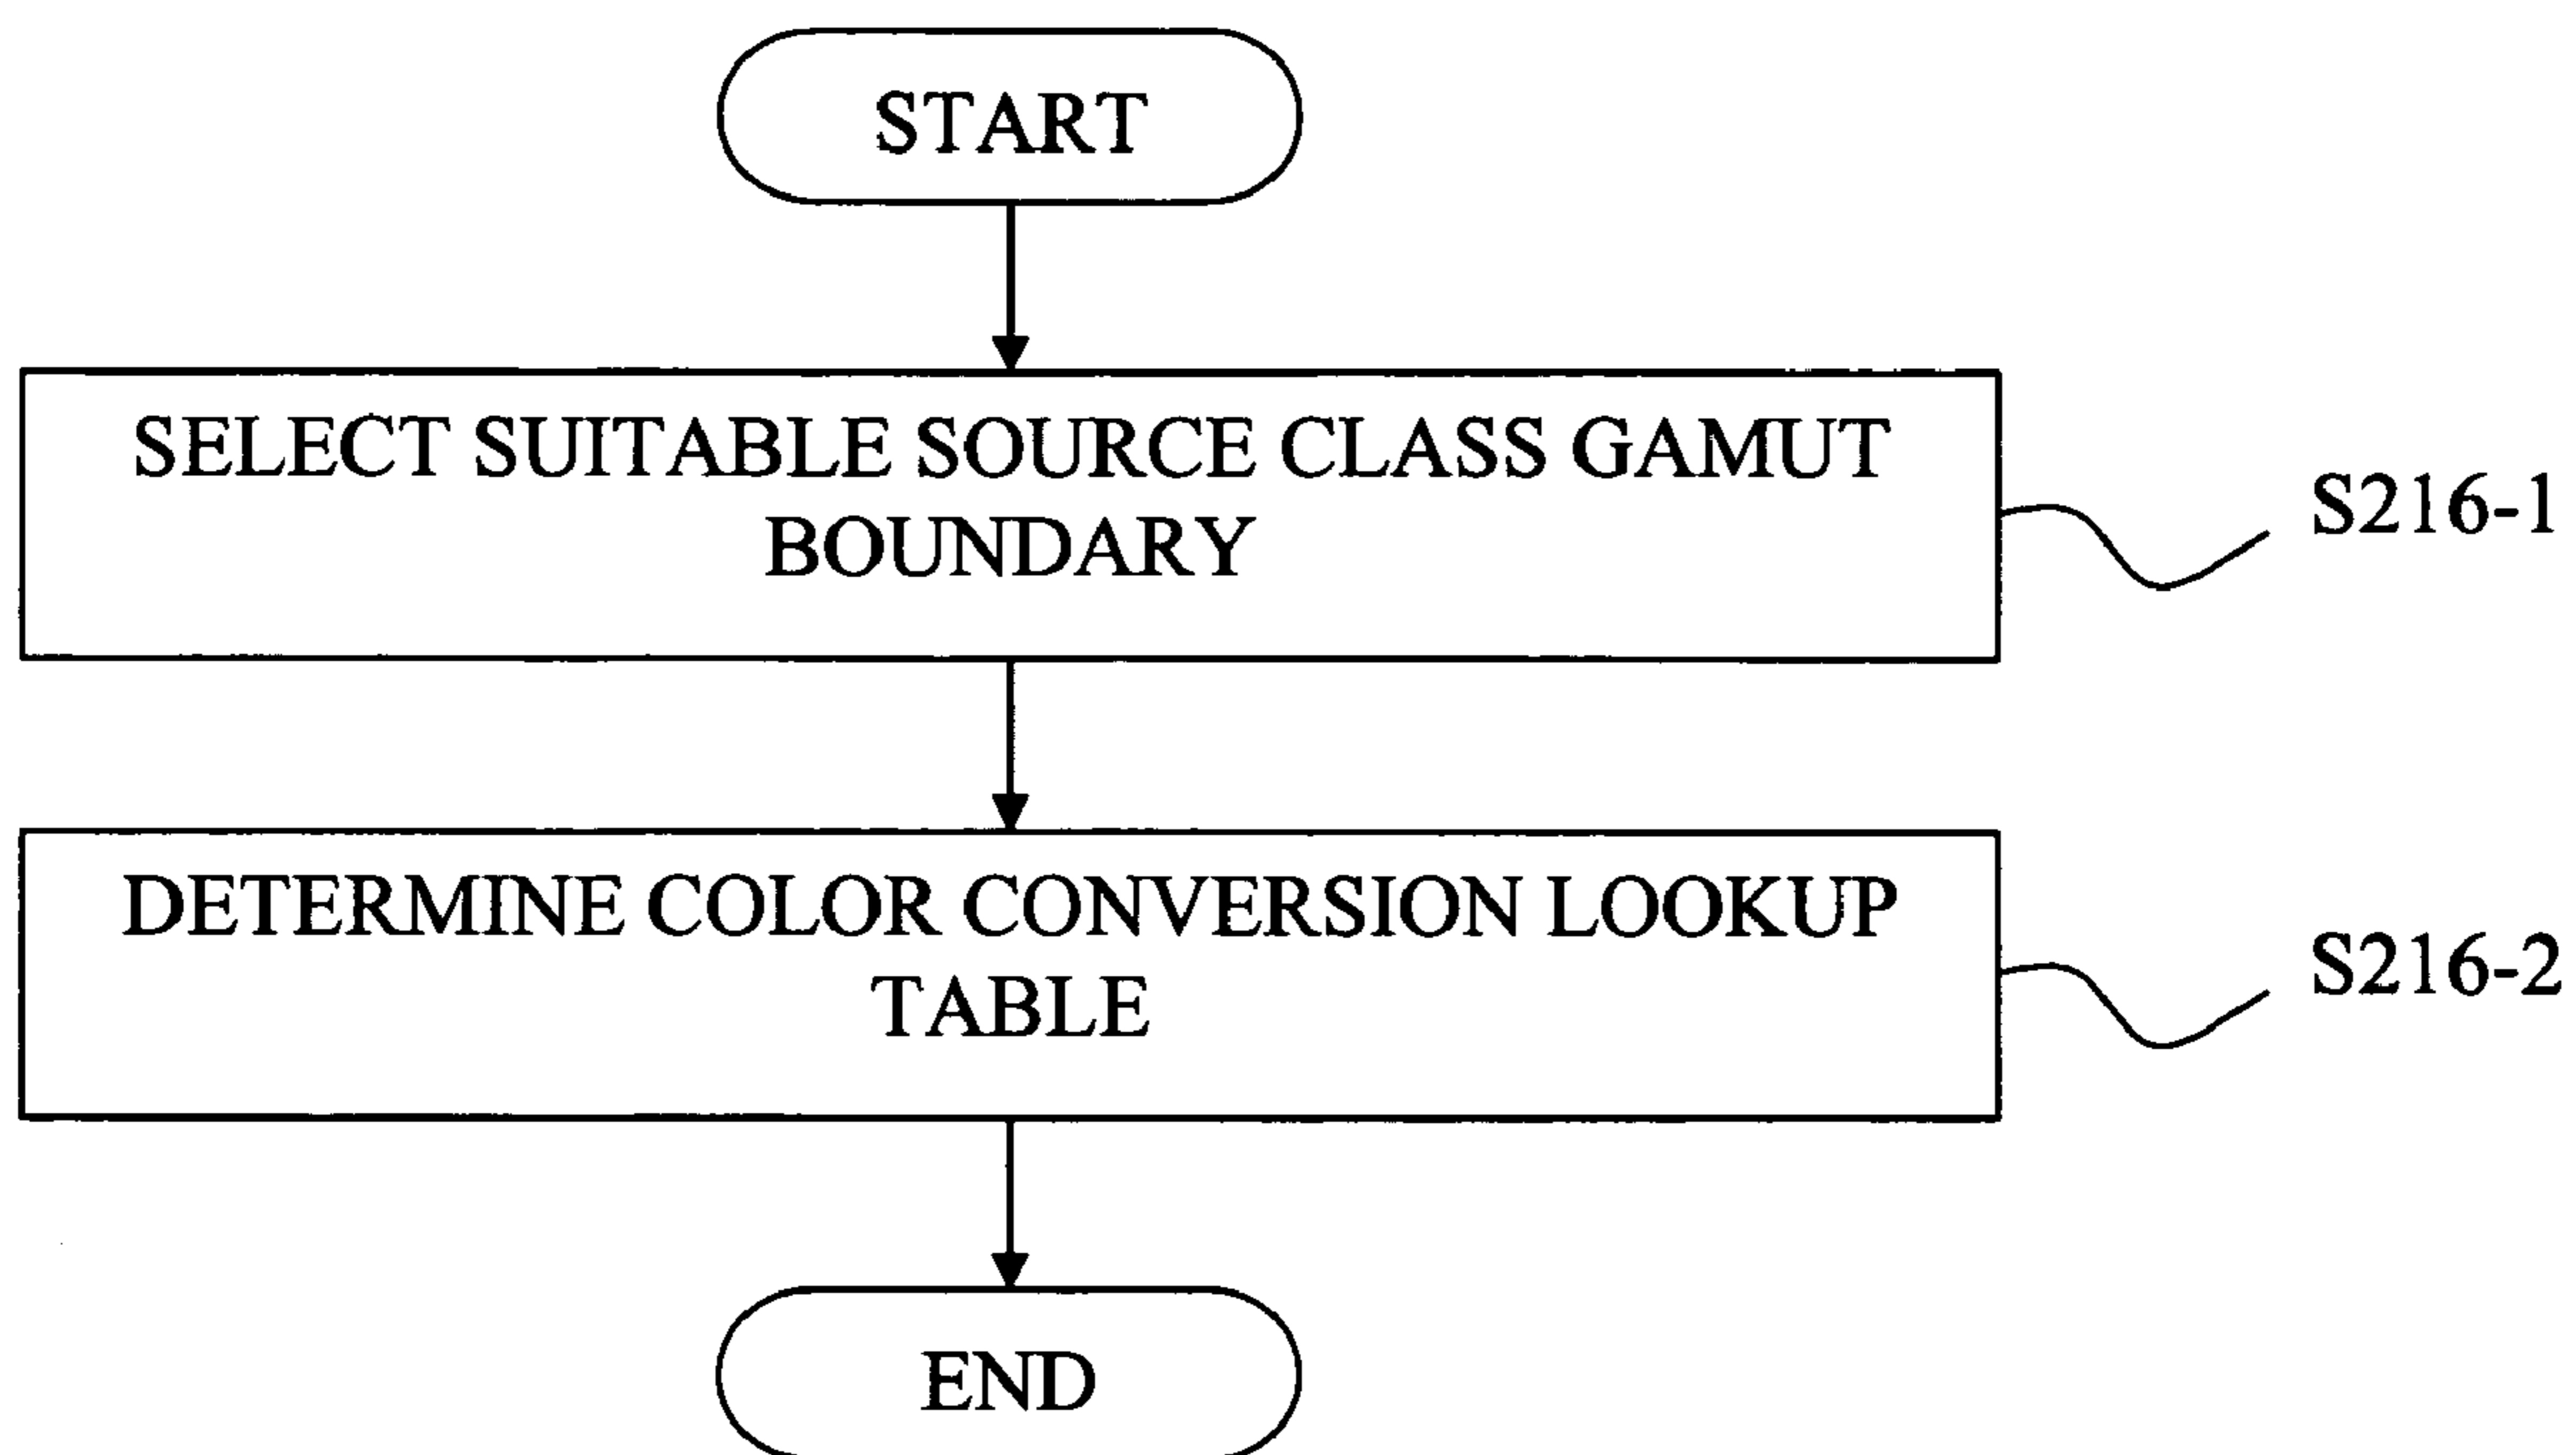 START
SELECT SUITABLE SOURCE CLASS GAMUT
BOUNDARY
S216-1
DETERMINE COLOR CONVERSION LOOKUP
TABLE
S216-2
END